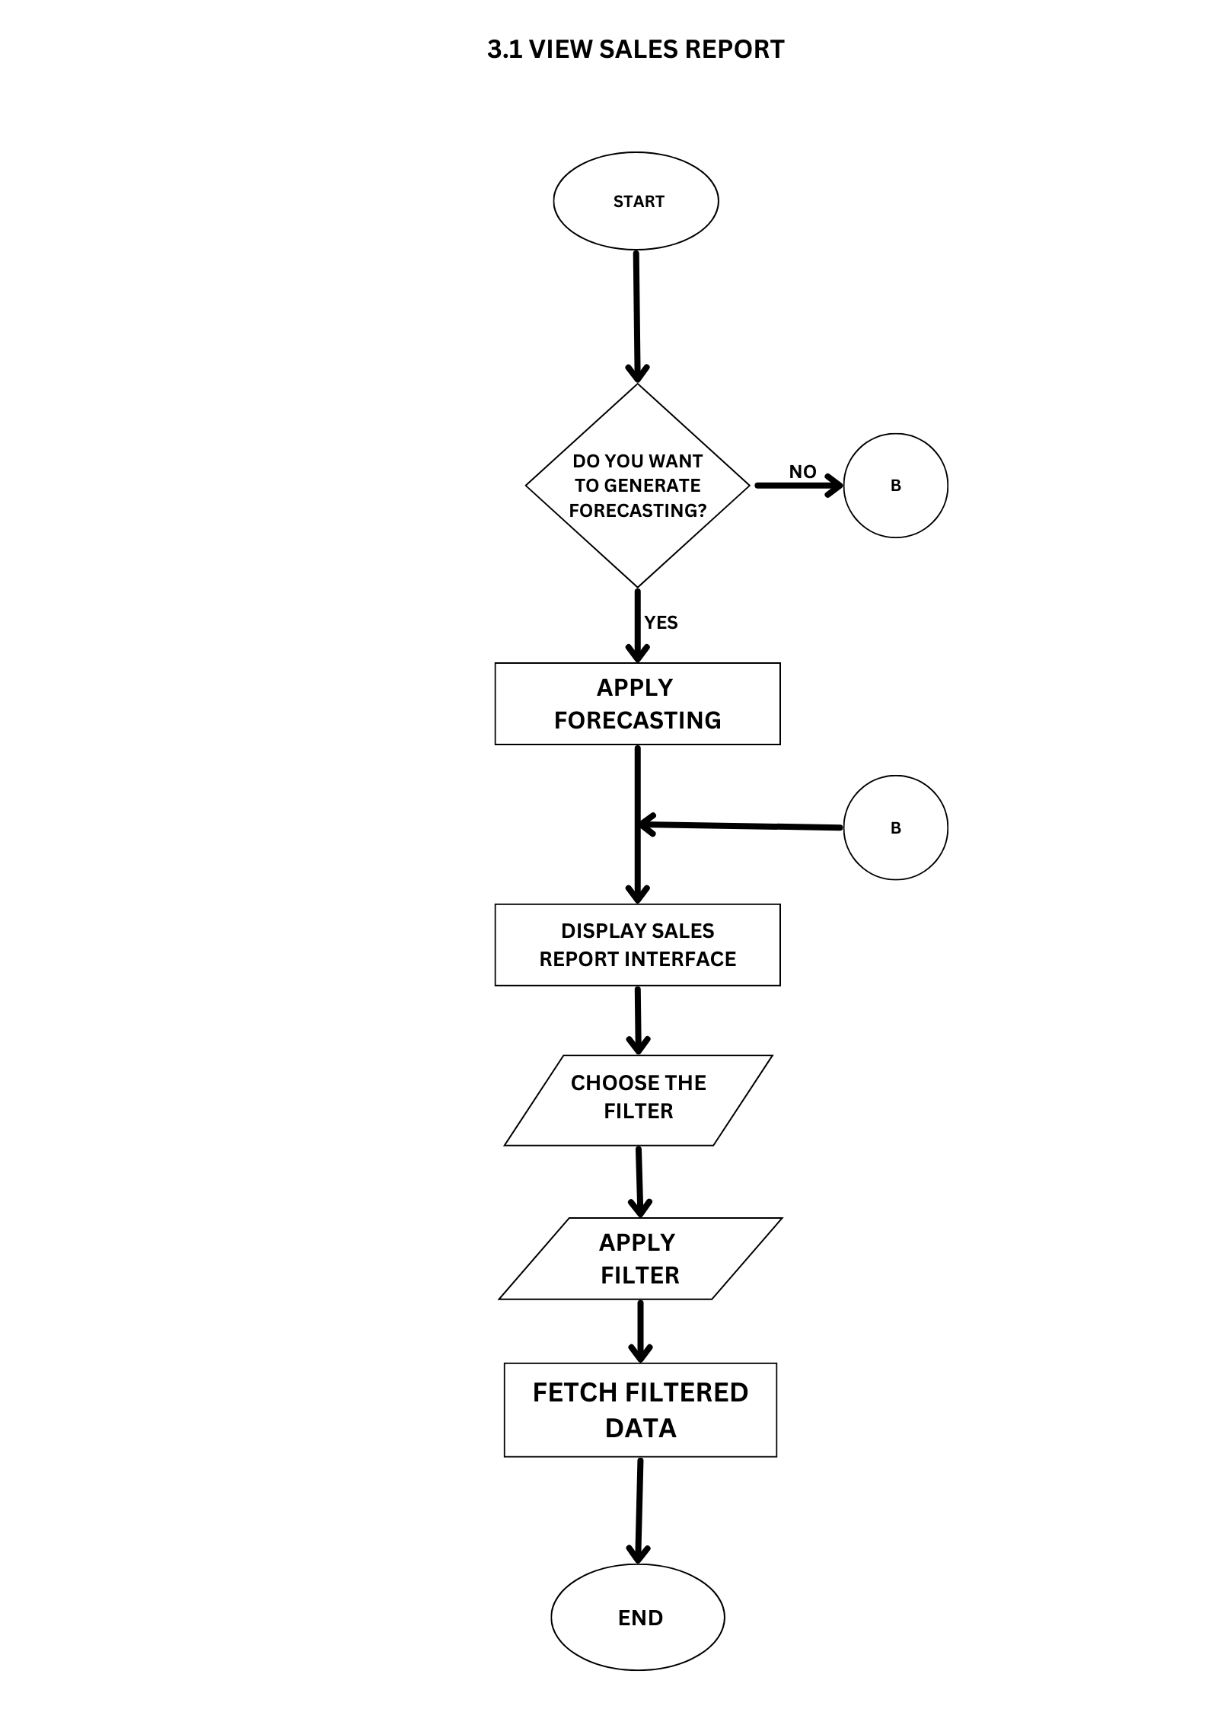 3.1 VIEW SALES REPORT
START
DO YOU WANT
TO GENERATE
FORECASTING?
NO
B
YES
APPLY
FORECASTING
B
DISPLAY SALES
REPORT INTERFACE
CHOOSE THE
FILTER
APPLY
FILTER
FETCH FILTERED
DATA
END